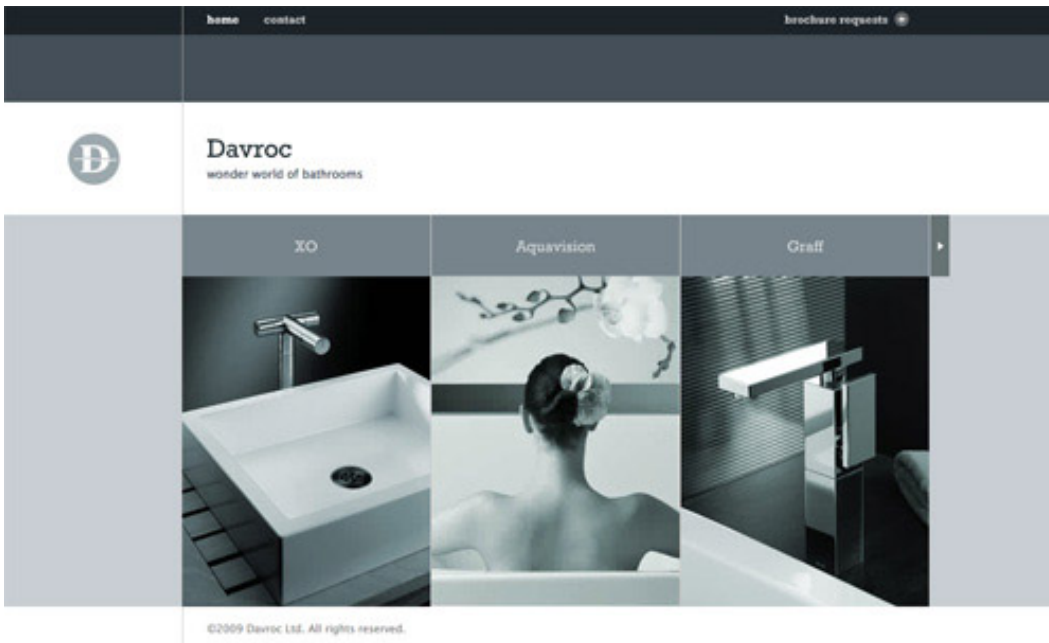 home contact brochure requests
D
Davroc
wonder world of bathrooms
XO Aquavision Graff
©2009 Davroc Ltd. All rights reserved.